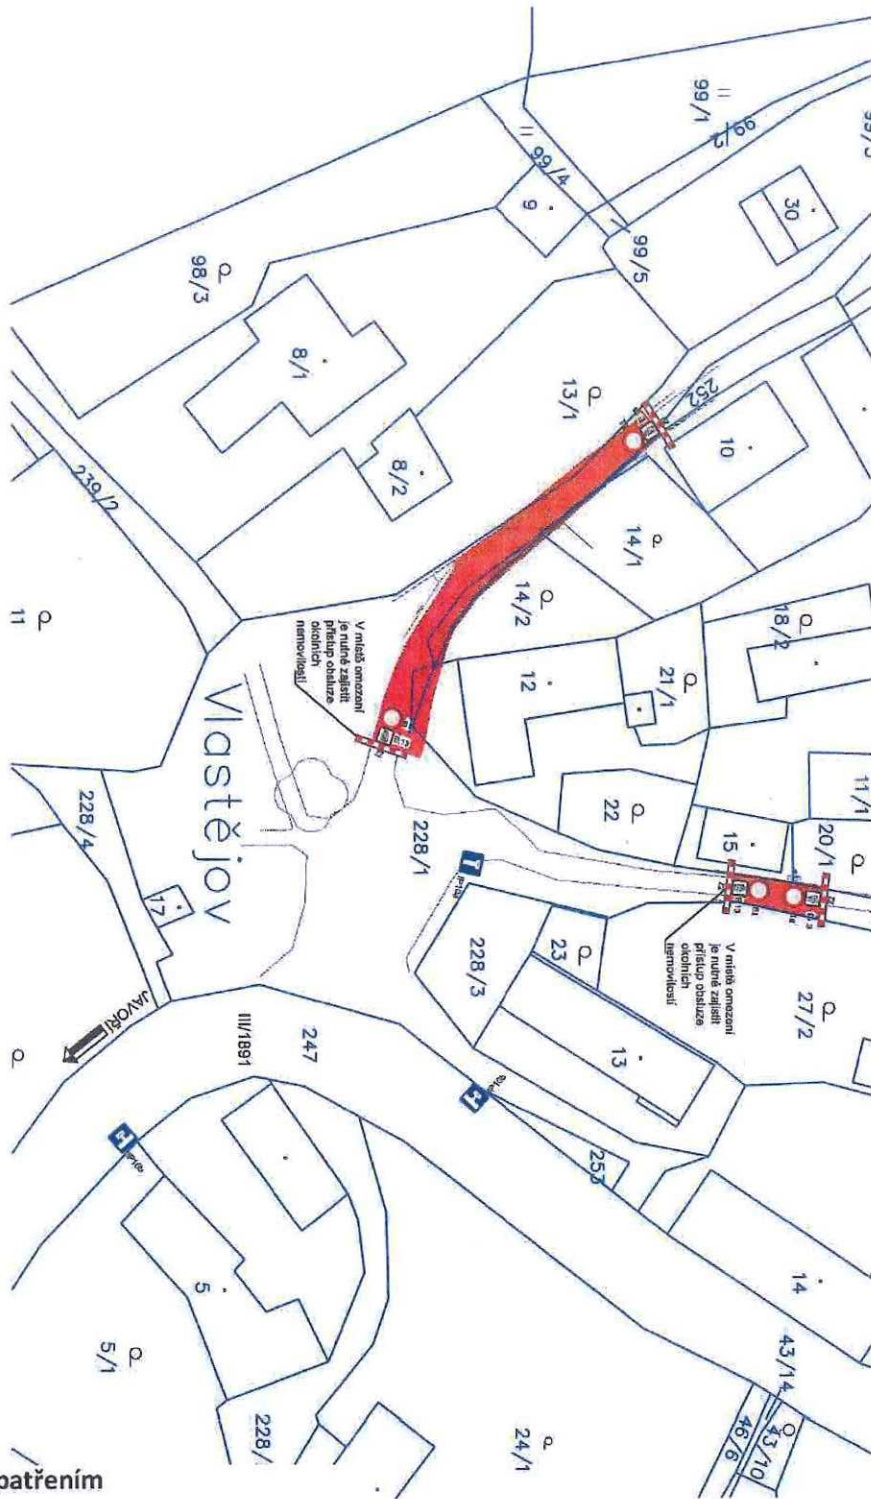 99/1
99/3
99/4
9
99/5
30
98/3
8/1
13/1
252
10
8/2
239/2
14/1
14/2
18/2
11
12
21/1
V místě omezení
je nutné zajistit
přístup obsluze
okolních
nemovitostí
Vlastějov
22
11/1
15
20/1
228/1
228/4
17
V místě omezení
je nutné zajistit
přístup obsluze
okolních
nemovitostí
228/3
23
27/2
JAVOŘÍ
III/1891
247
13
253
5
14
5/1
43/14
228/
24/1
46/6
43/10
patřením